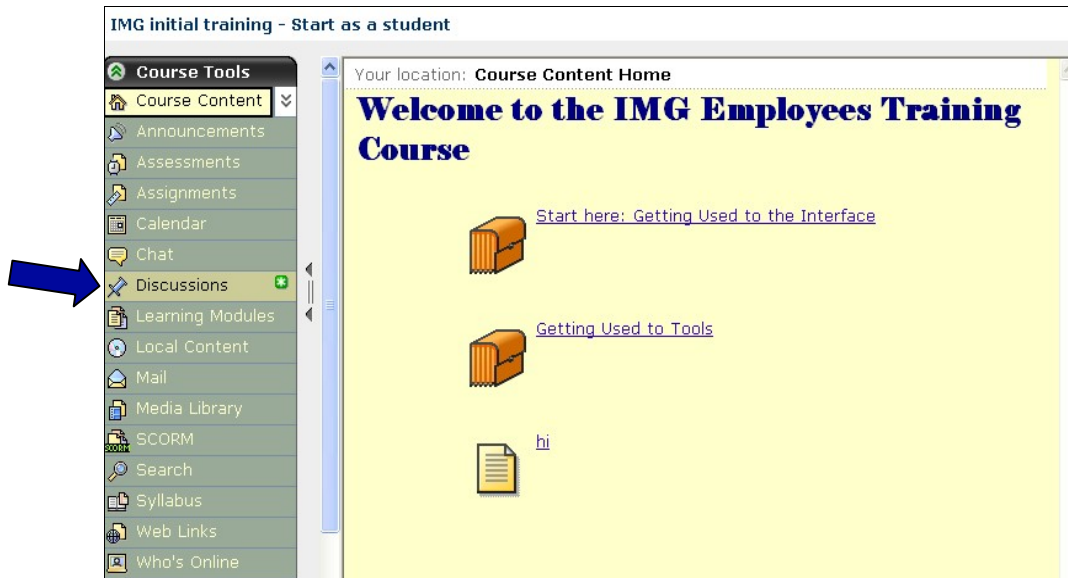 IMG initial training - Start as a student
Course Tools
Course Content
Announcements
Assessments
Assignments
Calendar
Chat
Discussions
Learning Modules
Local Content
Mail
Media Library
SCORM
SCORM
Search
Syllabus
Web Links
Who's Online
Your location: Course Content Home
Welcome to the IMG Employees Training
Course
Start here: Getting Used to the Interface
Getting Used to Tools
hi